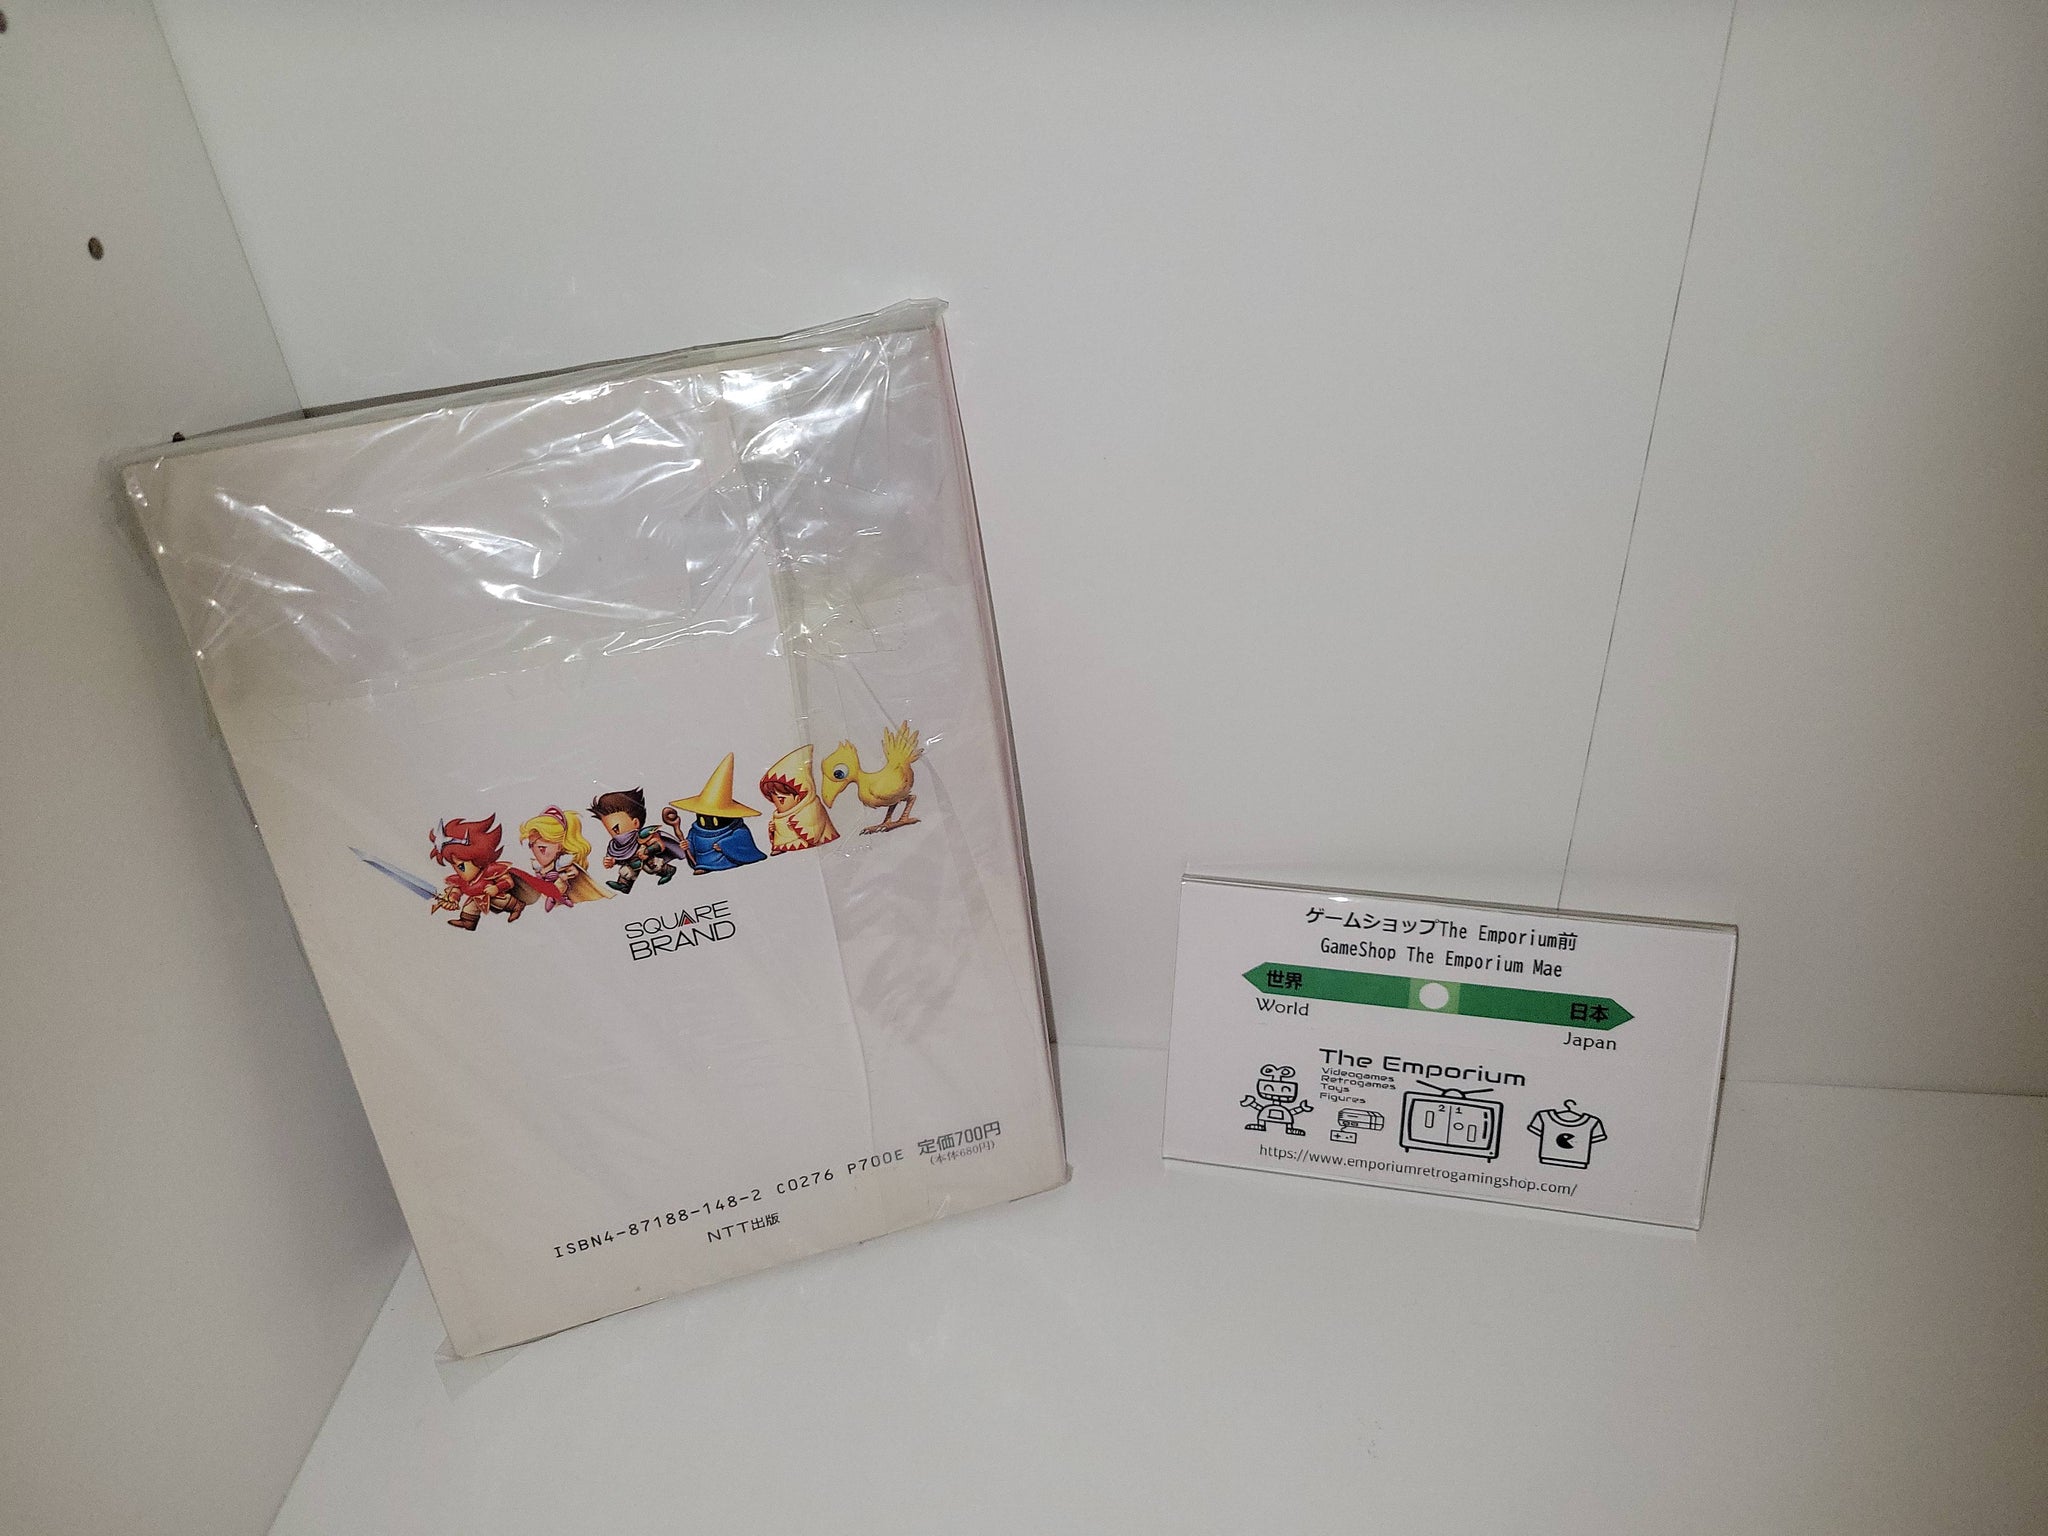 SQUARE
BRAND
ISBN4-87188-148-2 C0276 P700E 定価700円
(本体680円)
NTT出版
ゲームショップThe Emporium前
GameShop The Emporium Mae
世界
日本
World
Japan
The Emporium
Videogames
Retrogames
Toys
Figures
2 1
https://www.emporiumretrogamingshop.com/